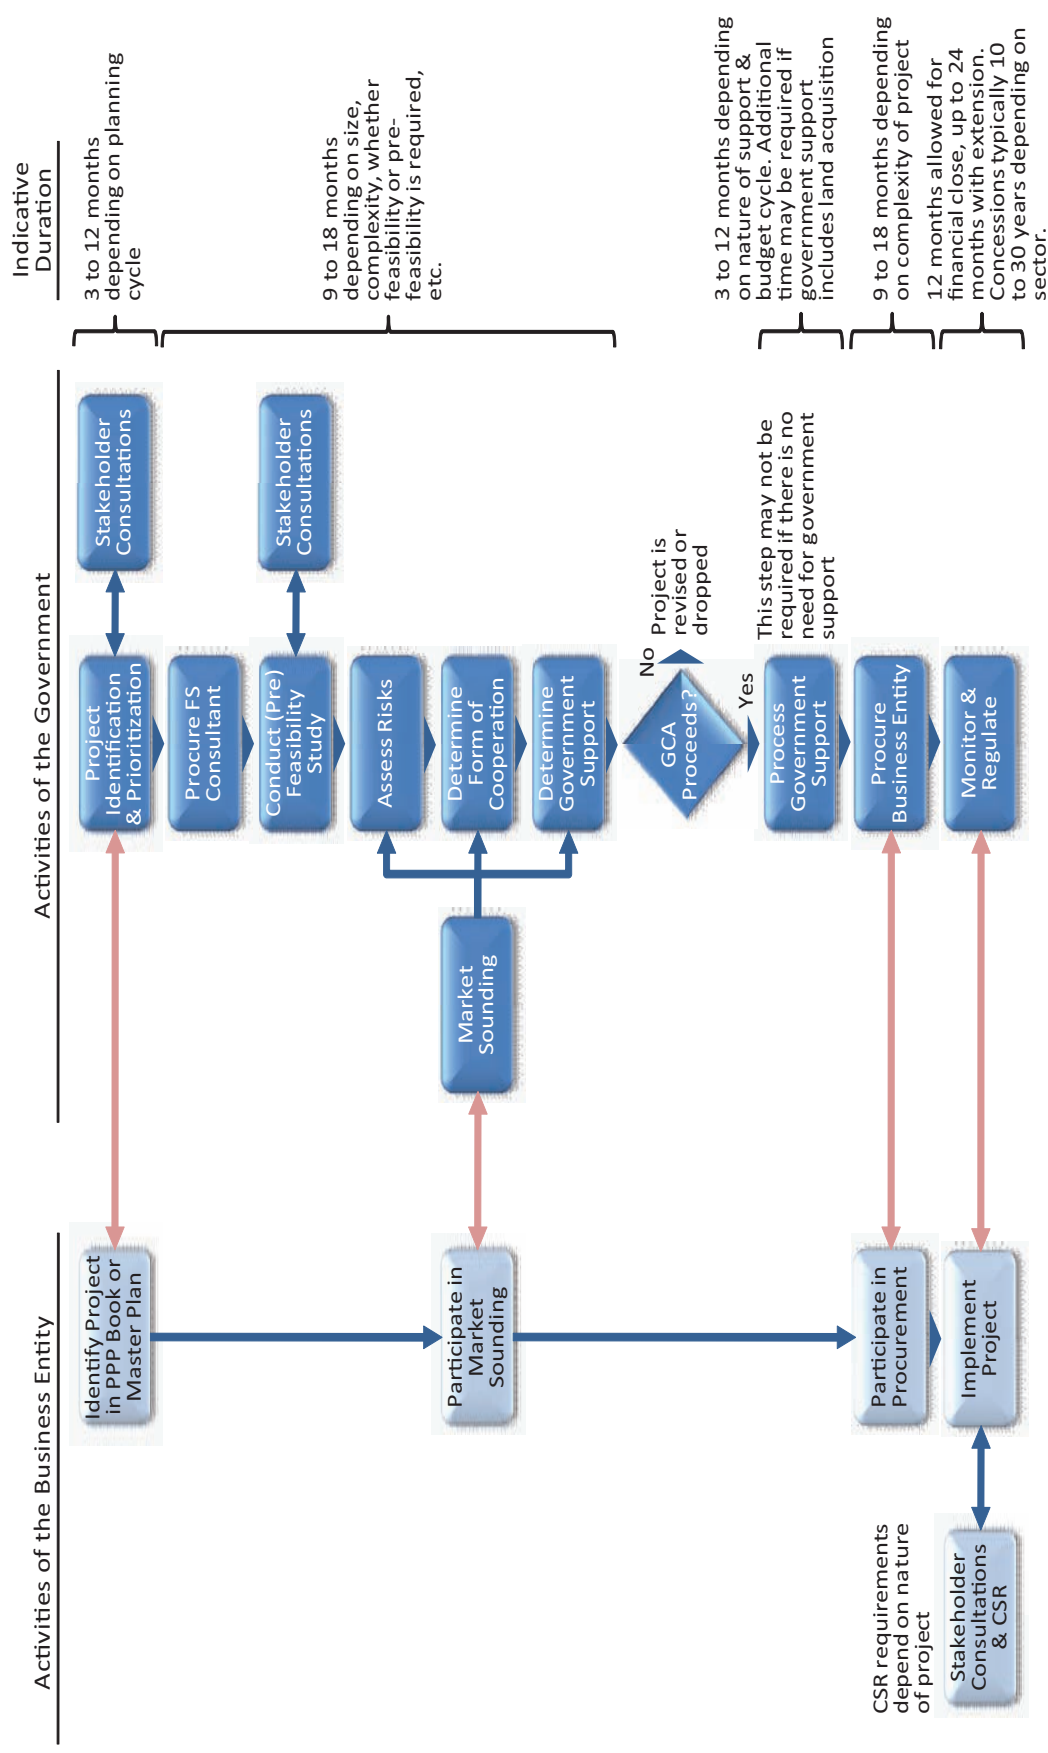 Activities of the Business Entity
Activities of the Government
Indicative
Duration
Identify Project
in PPP Book or
Master Plan
Project
Identification
& Prioritization
Stakeholder
Consultations
3 to 12 months
depending on planning
cycle
Procure FS
Consultant
Conduct (Pre)
Feasibility
Study
Stakeholder
Consultations
9 to 18 months
depending on size,
complexity, whether
feasibility or pre-
feasibility is required,
etc.
Assess Risks
Participate in
Market
Sounding
Market
Sounding
Determine
Form of
Cooperation
Determine
Government
Support
GCA
Proceeds?
No
Project is
revised or
dropped
Yes
Process
Government
Support
This step may not be
required if there is no
need for government
support
3 to 12 months depending
on nature of support &
budget cycle. Additional
time may be required if
government support
includes land acquisition
Participate in
Procurement
Procure
Business Entity
9 to 18 months depending
on complexity of project
CSR requirements
depend on nature
of project
Stakeholder
Consultations
& CSR
Implement
Project
Monitor &
Regulate
12 months allowed for
financial close, up to 24
months with extension.
Concessions typically 10
to 30 years depending on
sector.